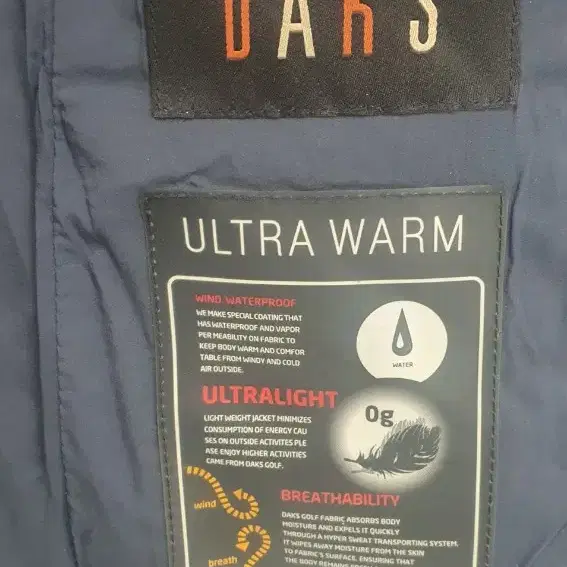 DAKS
ULTRA WARM
WIND WATERPROOF
WE MAKE SPECIAL COATING THAT
HAS WATERPROOF AND VAPOR
PER MEABILITY ON FABRIC TO
KEEP BODY WARM AND COMFOR
TABLE FROM WINDY AND COLD
AIR OUTSIDE.
WATER
ULTRALIGHT
LIGHT WEIGHT JACKET MINIMIZES
CONSUMPTION OF ENERGY CAU
SES ON OUTSIDE ACTIVITES PLE
ASE ENJOY HIGHER ACTIVITIES
CAME FROM DAKS GOLF.
0g
wind
breath
BREATHABILITY
DAKS GOLF FABRIC ABSORBS BODY
MOISTURE AND EXPELS IT QUICKLY
THROUGH A HYPER SWEAT TRANSPORTING SYSTEM.
IT WIPES AWAY MOISTURE FROM THE SKIN
TO FABRIC'S SURFACE. ENSURING THAT
THE BODY REMAINS